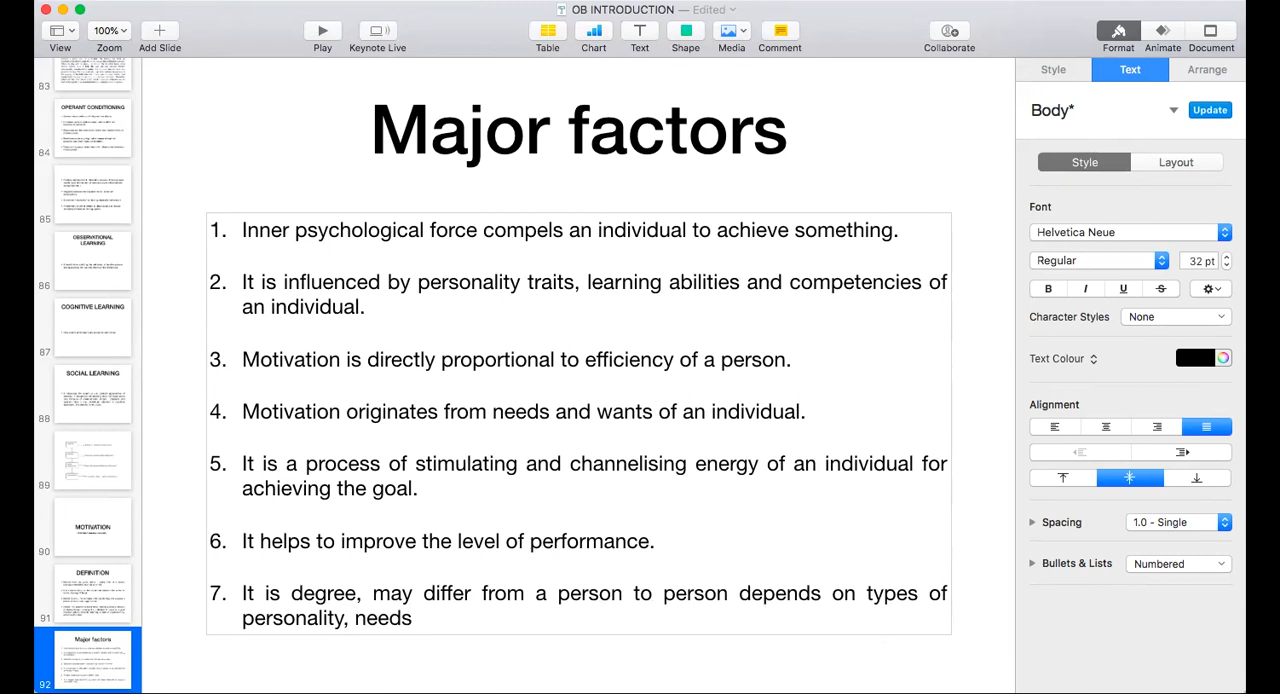 OB INTRODUCTION — Edited
100%
View
Zoom
Add Slide
Play
Keynote Live
Table
Chart
Text
Shape
Media
Comment
Collaborate
Format
Animate
Document
83
OPERANT CONDITIONING
84
85
OBSERVATIONAL
LEARNING
86
COGNITIVE LEARNING
87
SOCIAL LEARNING
88
89
MOTIVATION
90
DEFINITION
91
Major factors
92
Major factors
1. Inner psychological force compels an individual to achieve something.
2. It is influenced by personality traits, learning abilities and competencies of
an individual.
3. Motivation is directly proportional to efficiency of a person.
4. Motivation originates from needs and wants of an individual.
5. It is a process of stimulating and channelising energy of an individual for
achieving the goal.
6. It helps to improve the level of performance.
7. It is degree, may differ from a person to person depends on types of
personality, needs
Style
Text
Arrange
Body*
Update
Style
Layout
Font
Helvetica Neue
Regular
32 pt
B I U S
Character Styles
None
Text Colour
Alignment
Spacing
1.0 - Single
Bullets & Lists
Numbered